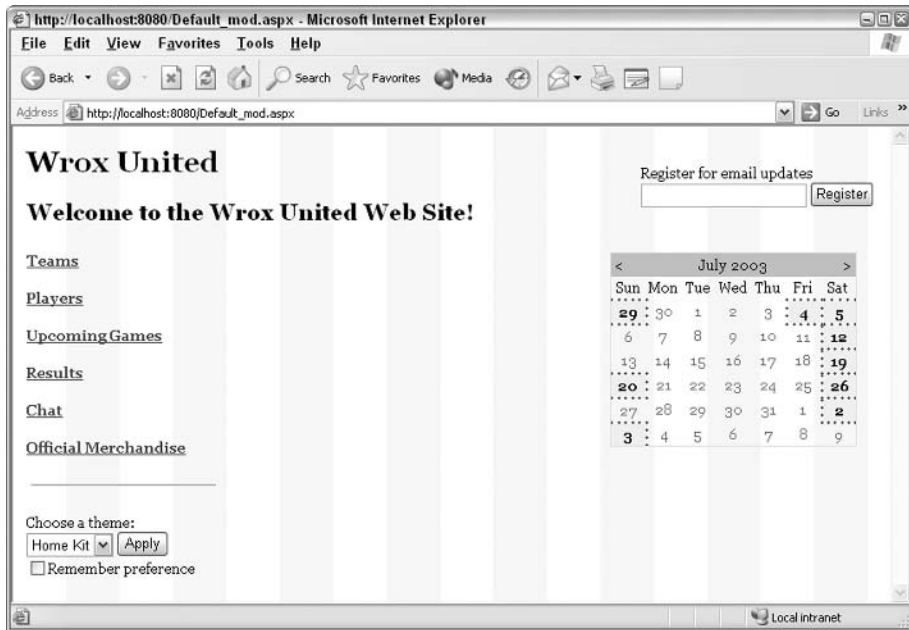 http://localhost:8080/Default_mod.aspx - Microsoft Internet Explorer
File Edit View Favorites Tools Help
Back Search Favorites Media
Address http://localhost:8080/Default_mod.aspx Go Links »
Wrox United
Register for email updates
Register
Welcome to the Wrox United Web Site!
Teams
Players
Upcoming Games
Results
Chat
Official Merchandise
< July 2003 >
Sun Mon Tue Wed Thu Fri Sat
29 30 1 2 3 4 5
6 7 8 9 10 11 12
13 14 15 16 17 18 19
20 21 22 23 24 25 26
27 28 29 30 31 1 2
3 4 5 6 7 8 9
Choose a theme:
Home Kit Apply
Remember preference
Local intranet